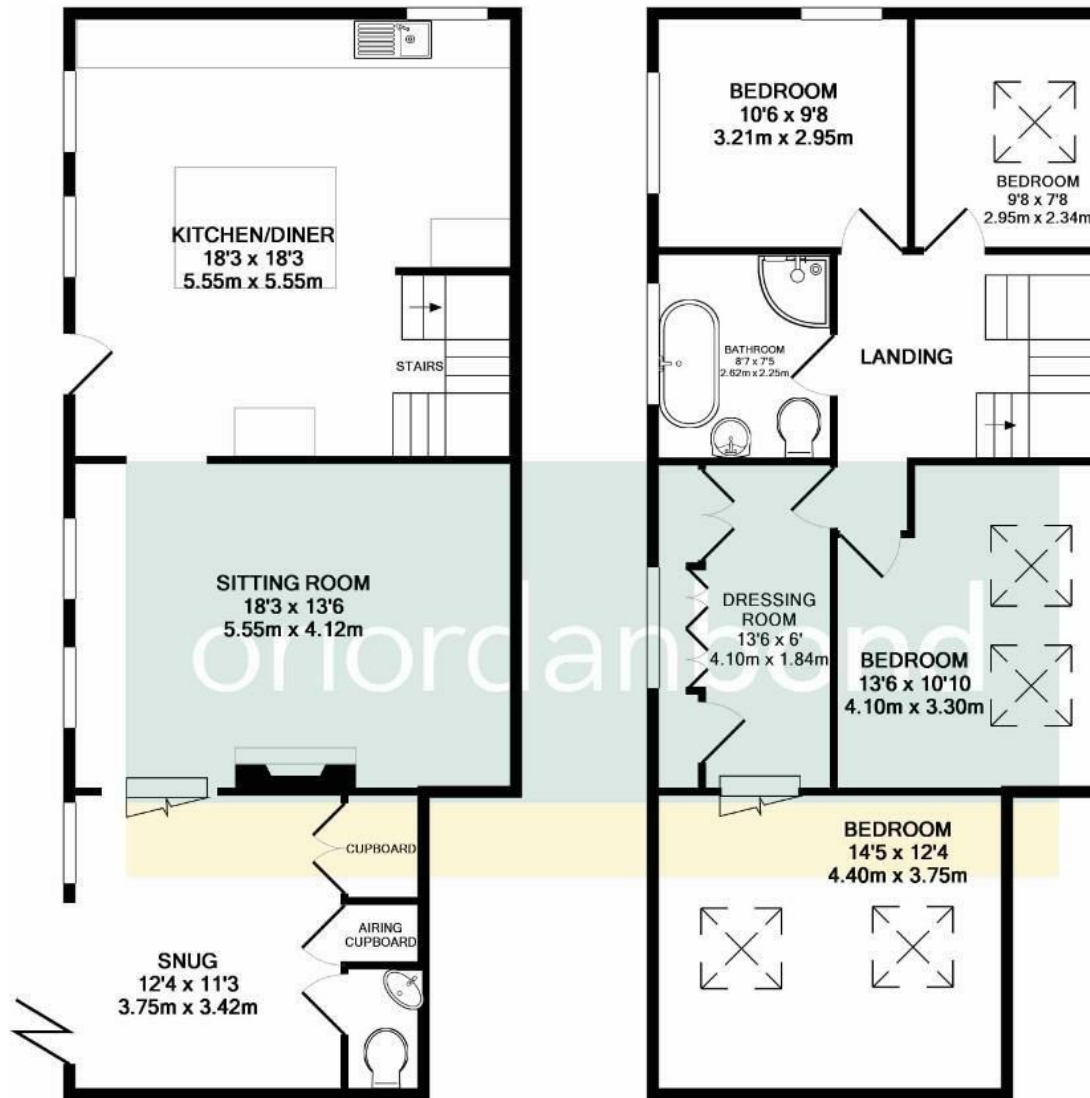 KITCHEN/DINER
18'3 x 18'3
5.55m x 5.55m
STAIRS
SITTING ROOM
18'3 x 13'6
5.55m x 4.12m
CUPBOARD
AIRING
CUPBOARD
SNUG
12'4 x 11'3
3.75m x 3.42m
BEDROOM
10'6 x 9'8
3.21m x 2.95m
BEDROOM
9'8 x 7'8
2.95m x 2.34m
BATHROOM
8'7 x 7'5
2.62m x 2.25m
LANDING
DRESSING
ROOM
13'6 x 6'
4.10m x 1.84m
BEDROOM
13'6 x 10'10
4.10m x 3.30m
BEDROOM
14'5 x 12'4
4.40m x 3.75m
oriordanbond